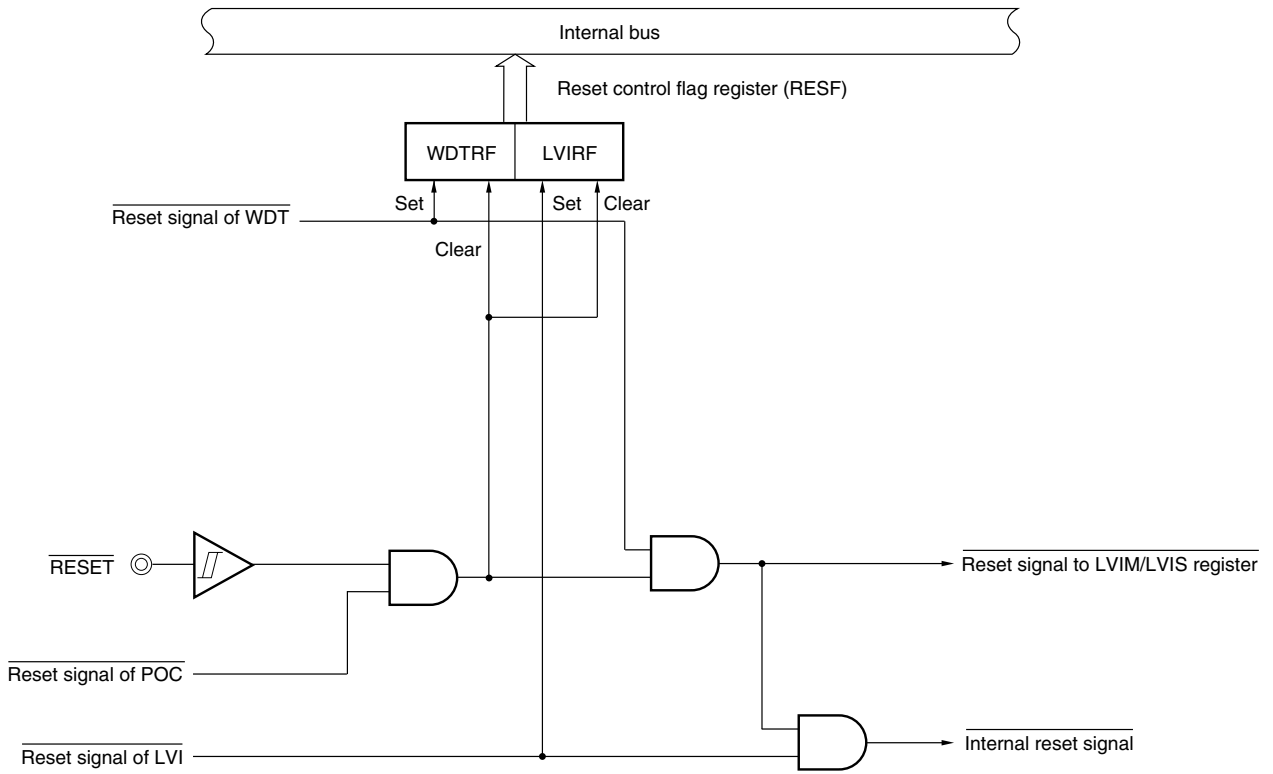 Internal bus
Reset control flag register (RESF)
WDTRF LVIRF
Set Set Clear
Reset signal of WDT
Clear
RESET
Reset signal to LVIM/LVIS register
Reset signal of POC
Internal reset signal
Reset signal of LVI